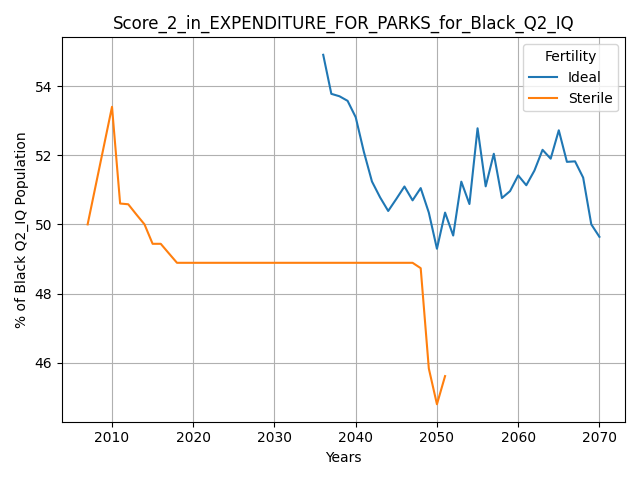 Score_2_in_EXPENDITURE_FOR_PARKS_for_Black_Q2_IQ
Fertility
Ideal
Sterile
% of Black Q2_IQ Population
54
52
50
48
46
2010
2020
2030
2040
2050
2060
2070
Years